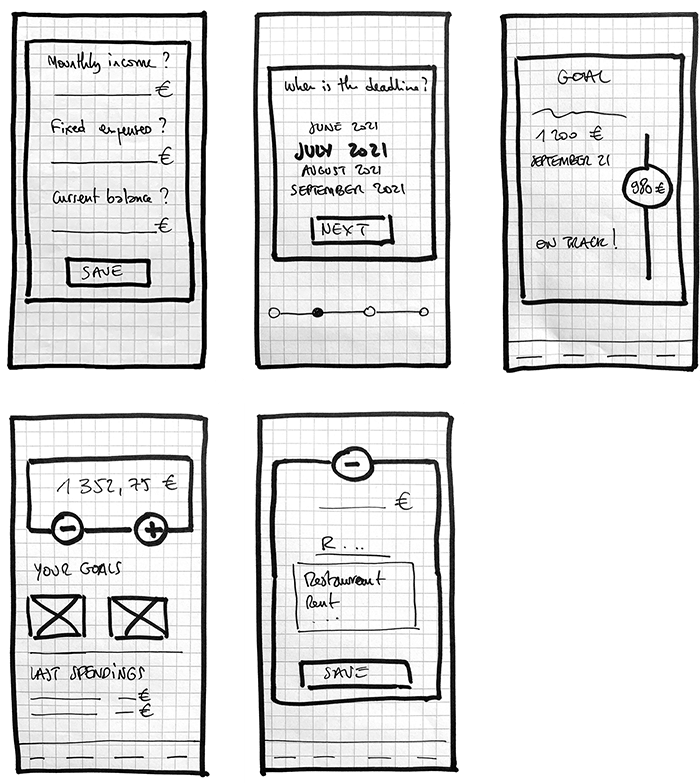 Monthly income ?
€
Fixed expenses ?
€
Current balance ?
€
SAVE
When is the deadline?
JUNE 2021
JULY 2021
AUGUST 2021
SEPTEMBER 2021
NEXT
GOAL
1 200 €
SEPTEMBER 21
980 €
ON TRACK!
1 352,75 €
- +
YOUR GOALS
LAST SPENDINGS
€
€
-
€
R...
Restaurant
Rent
...
SAVE